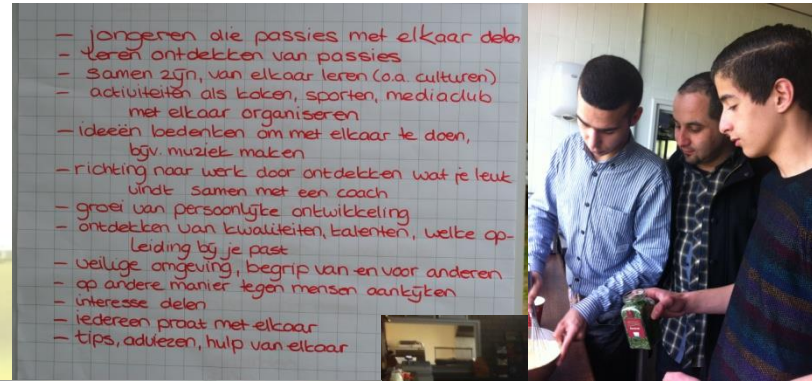 - jongeren die passies met elkaar delen
- leren ontdekken van passies
- samen zijn, van elkaar leren (o.a. culturen)
- activiteiten als koken, sporten, mediaclub
met elkaar organiseren
- ideeën bedenken om met elkaar te doen,
bijv. muziek maken
- richting naar werk door ontdekken wat je leuk
vindt samen met een coach
- groei van persoonlijke ontwikkeling
- ontdekken van kwaliteiten, talenten, welke op-
leiding bij je past
- veilige omgeving, begrip van en voor anderen
- op andere manier tegen mensen aankijken
- interesse delen
- iedereen praat met elkaar
- tips, adviezen, hulp van elkaar